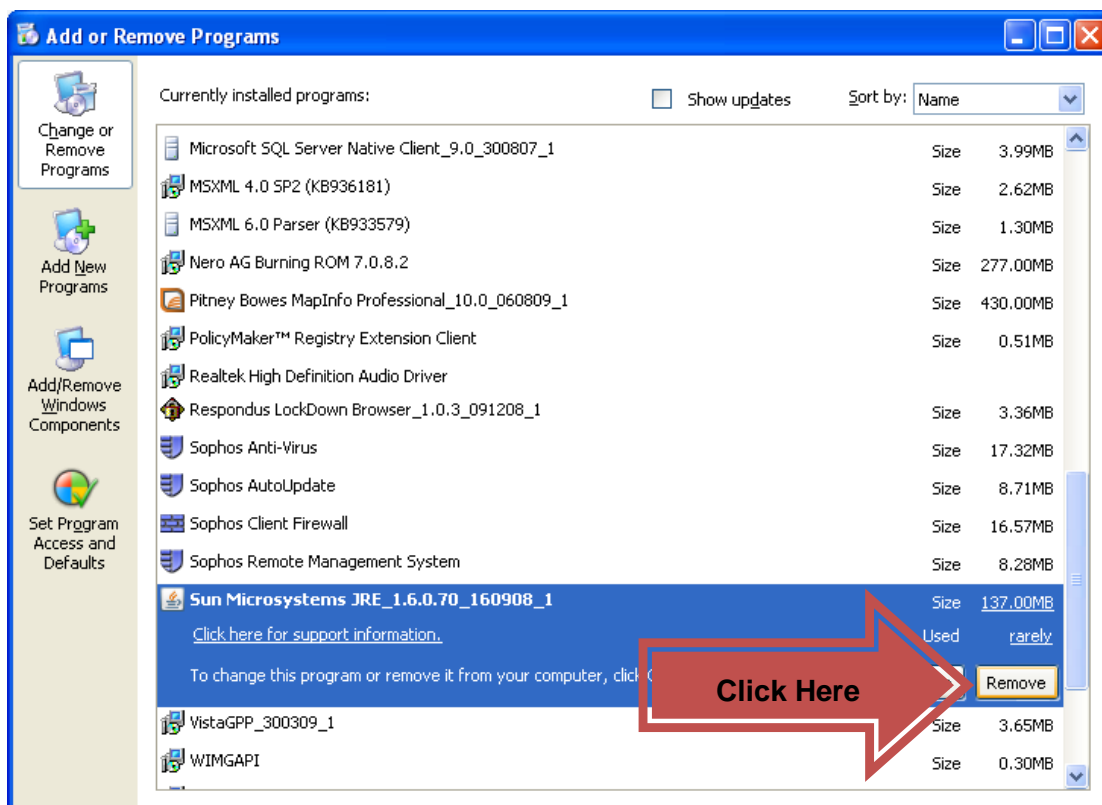 Add or Remove Programs
Change or
Remove
Programs
Add New
Programs
Add/Remove
Windows
Components
Set Program
Access and
Defaults
Currently installed programs:
Show updates
Sort by: Name
Microsoft SQL Server Native Client_9.0_300807_1 Size 3.99MB
MSXML 4.0 SP2 (KB936181) Size 2.62MB
MSXML 6.0 Parser (KB933579) Size 1.30MB
Nero AG Burning ROM 7.0.8.2 Size 277.00MB
Pitney Bowes MapInfo Professional_10.0_060809_1 Size 430.00MB
PolicyMaker™ Registry Extension Client Size 0.51MB
Realtek High Definition Audio Driver
Respondus LockDown Browser_1.0.3_091208_1 Size 3.36MB
Sophos Anti-Virus Size 17.32MB
Sophos AutoUpdate Size 8.71MB
Sophos Client Firewall Size 16.57MB
Sophos Remote Management System Size 8.28MB
Sun Microsystems JRE_1.6.0.70_160908_1 Size 137.00MB
Click here for support information. Used rarely
To change this program or remove it from your computer, click
Click Here
Remove
VistaGPP_300309_1 Size 3.65MB
WIMGAPI Size 0.30MB